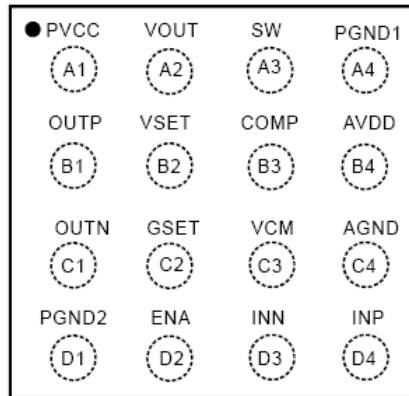 PVCC VOUT SW PGND1
A1 A2 A3 A4
OUTP VSET COMP AVDD
B1 B2 B3 B4
OUTN GSET VCM AGND
C1 C2 C3 C4
PGND2 ENA INN INP
D1 D2 D3 D4